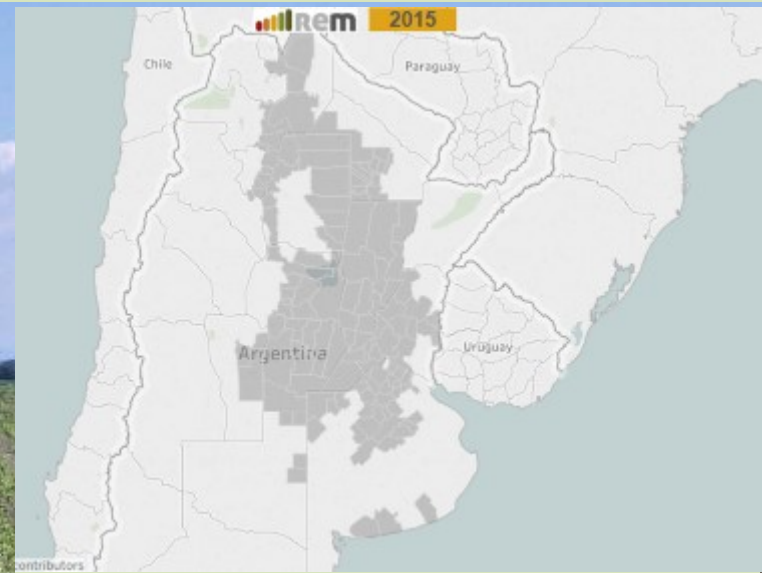 rem 2015
Chile
Paraguay
Argentina
Uruguay
contributors